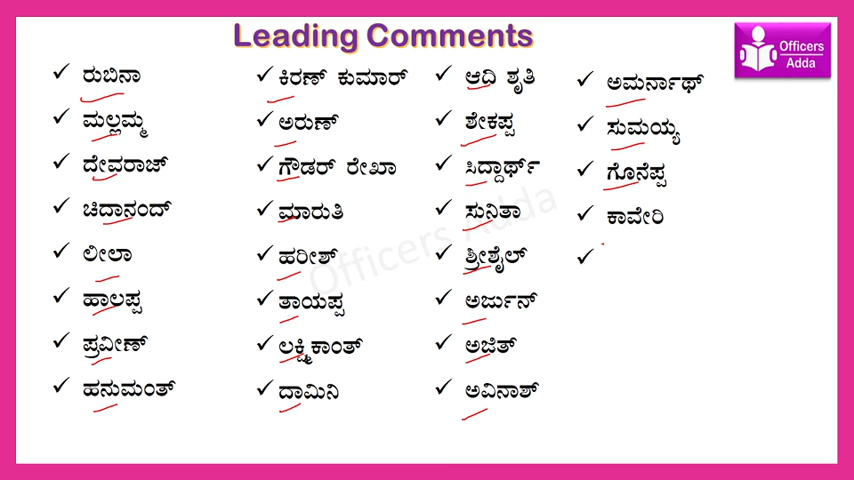 Leading Comments
Officers
Adda
✓ ರುಬಿನಾ
✓ ಮಲ್ಲಮ್ಮ
✓ ದೇವರಾಜ್
✓ ಚಿದಾನಂದ್
✓ ಲೀಲಾ
✓ ಹಾಲಪ್ಪ
✓ ಪ್ರವೀಣ್
✓ ಹನುಮಂತ್
✓ ಕಿರಣ್ ಕುಮಾರ್
✓ ಅರುಣ್
✓ ಗೌಡರ್ ರೇಖಾ
✓ ಮಾರುತಿ
✓ ಹರೀಶ್
✓ ತಾಯಪ್ಪ
✓ ಲಕ್ಷ್ಮಿಕಾಂತ್
✓ ದಾಮಿನಿ
✓ ಆದಿ ಶೃತಿ
✓ ಶೇಕಪ್ಪ
✓ ಸಿದ್ದಾರ್ಥ್
✓ ಸುನಿತಾ
✓ ಶ್ರೀಶೈಲ್
✓ ಅರ್ಜುನ್
✓ ಅಜಿತ್
✓ ಅವಿನಾಶ್
✓ ಅಮರ್ನಾಥ್
✓ ಸುಮಯ್ಯ
✓ ಗೊನೆಪ್ಪ
✓ ಕಾವೇರಿ
✓
Officers Adda